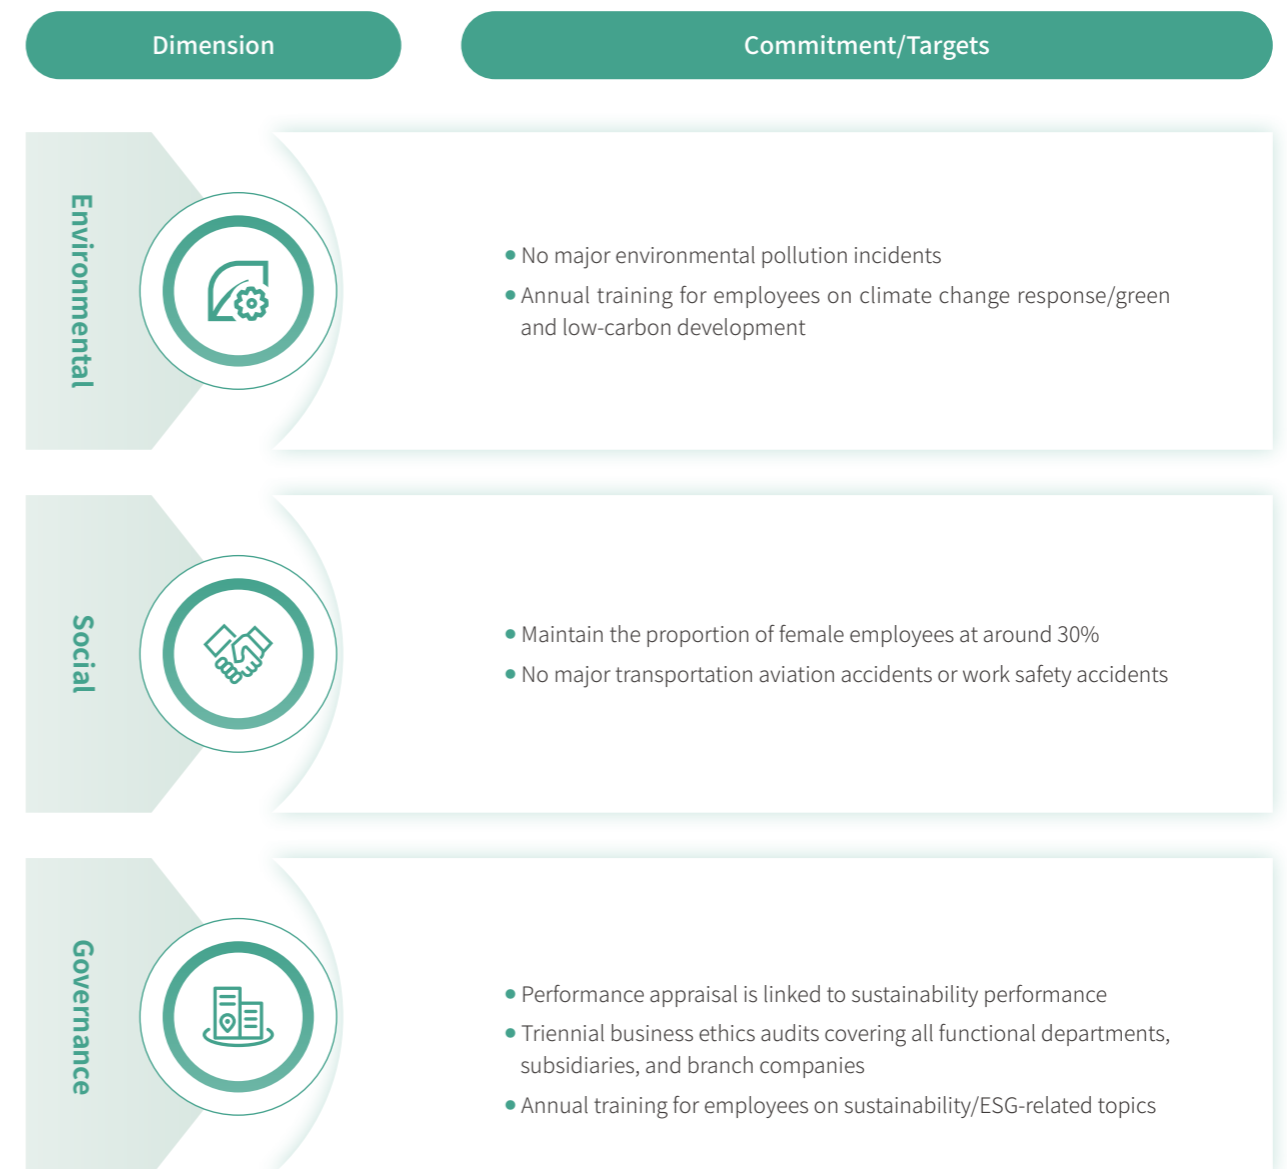 Dimension
Commitment/Targets
Environmental
• No major environmental pollution incidents
• Annual training for employees on climate change response/green
and low-carbon development
Social
• Maintain the proportion of female employees at around 30%
• No major transportation aviation accidents or work safety accidents
Governance
• Performance appraisal is linked to sustainability performance
• Triennial business ethics audits covering all functional departments,
subsidiaries, and branch companies
• Annual training for employees on sustainability/ESG-related topics